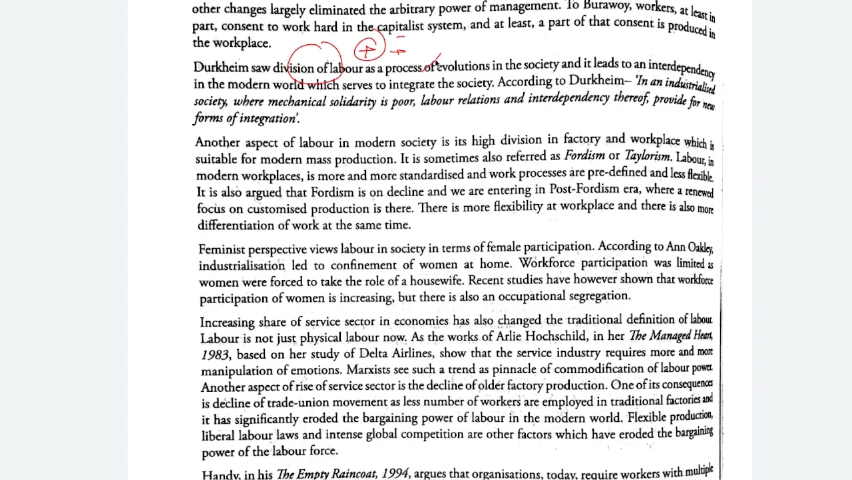 other changes largely eliminated the arbitrary power of management. To Burawoy, workers, at least in
part, consent to work hard in the capitalist system, and at least, a part of that consent is produced in
the workplace.
Durkheim saw division of labour as a process of evolutions in the society and it leads to an interdependency
in the modern world which serves to integrate the society. According to Durkheim– 'In an industrialised
society, where mechanical solidarity is poor, labour relations and interdependency thereof, provide for new
forms of integration'.
Another aspect of labour in modern society is its high division in factory and workplace which is
suitable for modern mass production. It is sometimes also referred as Fordism or Taylorism. Labour, in
modern workplaces, is more and more standardised and work processes are pre-defined and less flexible.
It is also argued that Fordism is on decline and we are entering in Post-Fordism era, where a renewed
focus on customised production is there. There is more flexibility at workplace and there is also more
differentiation of work at the same time.
Feminist perspective views labour in society in terms of female participation. According to Ann Oakley,
industrialisation led to confinement of women at home. Workforce participation was limited as
women were forced to take the role of a housewife. Recent studies have however shown that workforce
participation of women is increasing, but there is also an occupational segregation.
Increasing share of service sector in economies has also changed the traditional definition of labour.
Labour is not just physical labour now. As the works of Arlie Hochschild, in her The Managed Heart,
1983, based on her study of Delta Airlines, show that the service industry requires more and more
manipulation of emotions. Marxists see such a trend as pinnacle of commodification of labour power.
Another aspect of rise of service sector is the decline of older factory production. One of its consequences
is decline of trade-union movement as less number of workers are employed in traditional factories and
it has significantly eroded the bargaining power of labour in the modern world. Flexible production,
liberal labour laws and intense global competition are other factors which have eroded the bargaining
power of the labour force.
Handy, in his The Empty Raincoat, 1994, argues that organisations, today, require workers with multiple